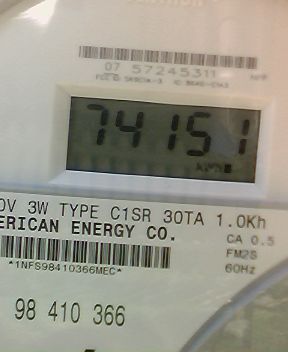 07 57245311
74151
0V 3W TYPE C1SR 30TA 1.0Kh
ERICAN ENERGY CO.
CA 0.5
FM2S
*1NFS98410366MEC*
60Hz
98 410 366